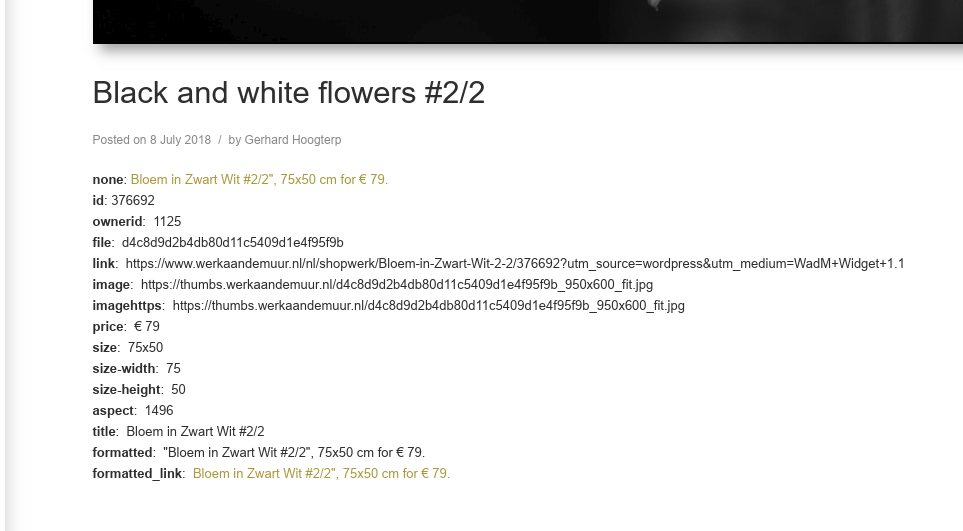 Black and white flowers #2/2
Posted on 8 July 2018 / by Gerhard Hoogterp
none: Bloem in Zwart Wit #2/2", 75x50 cm for € 79.
id: 376692
ownerid: 1125
file: d4c8d9d2b4db80d11c5409d1e4f95f9b
link: https://www.werkaandemuur.nl/nl/shopwerk/Bloem-in-Zwart-Wit-2-2/376692?utm_source=wordpress&utm_medium=WadM+Widget+1.1
image: https://thumbs.werkaandemuur.nl/d4c8d9d2b4db80d11c5409d1e4f95f9b_950x600_fit.jpg
imagehttps: https://thumbs.werkaandemuur.nl/d4c8d9d2b4db80d11c5409d1e4f95f9b_950x600_fit.jpg
price: € 79
size: 75x50
size-width: 75
size-height: 50
aspect: 1496
title: Bloem in Zwart Wit #2/2
formatted: "Bloem in Zwart Wit #2/2", 75x50 cm for € 79.
formatted_link: Bloem in Zwart Wit #2/2", 75x50 cm for € 79.